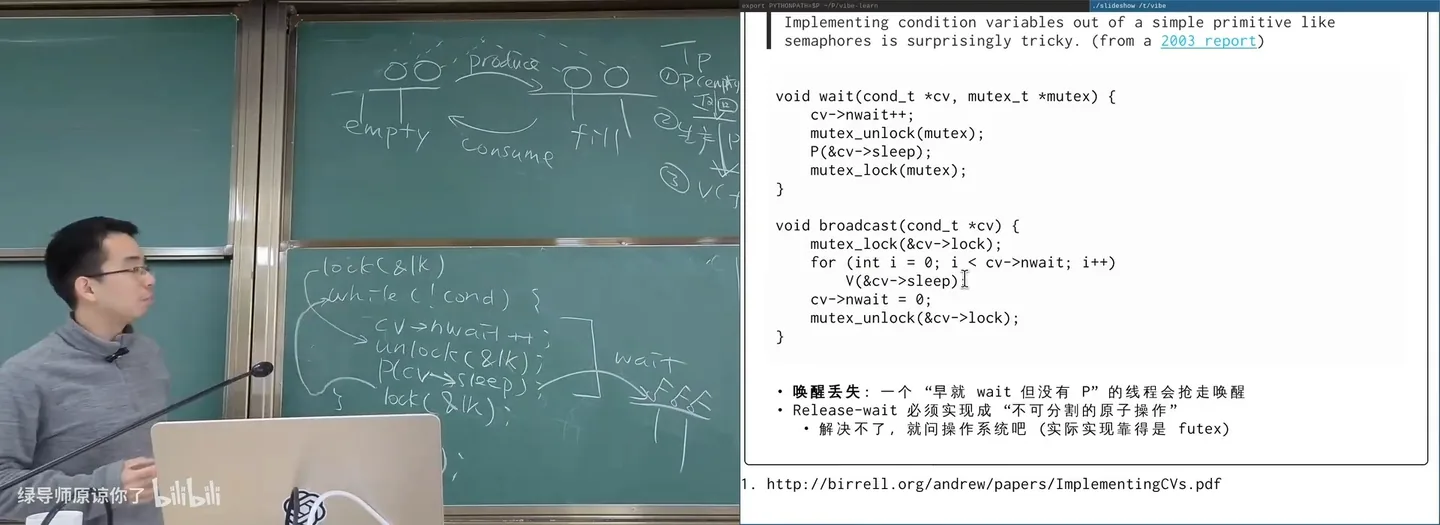 produce
empty
fill
consume
Tp
①
②
③
lock(&lk)
while(!cond) {
cv→nwait++;
unlock(&lk);
P(cv→sleep);
lock(&lk);
}
wait
绿导师原谅你了 bilibili
export PYTHONPATH=$P ~/P/vibe-learn
./slideshow /t/vibe
Implementing condition variables out of a simple primitive like
semaphores is surprisingly tricky. (from a 2003 report)
void wait(cond_t *cv, mutex_t *mutex) {
cv->nwait++;
mutex_unlock(mutex);
P(&cv->sleep);
mutex_lock(mutex);
}
void broadcast(cond_t *cv) {
mutex_lock(&cv->lock);
for (int i = 0; i < cv->nwait; i++)
V(&cv->sleep);
cv->nwait = 0;
mutex_unlock(&cv->lock);
}
• 唤醒丢失: 一个 “早就 wait 但没有 P” 的线程会抢走唤醒
• Release-wait 必须实现成 “不可分割的原子操作”
• 解决不了, 就问操作系统吧 (实际实现靠得是 futex)
1. http://birrell.org/andrew/papers/ImplementingCVs.pdf